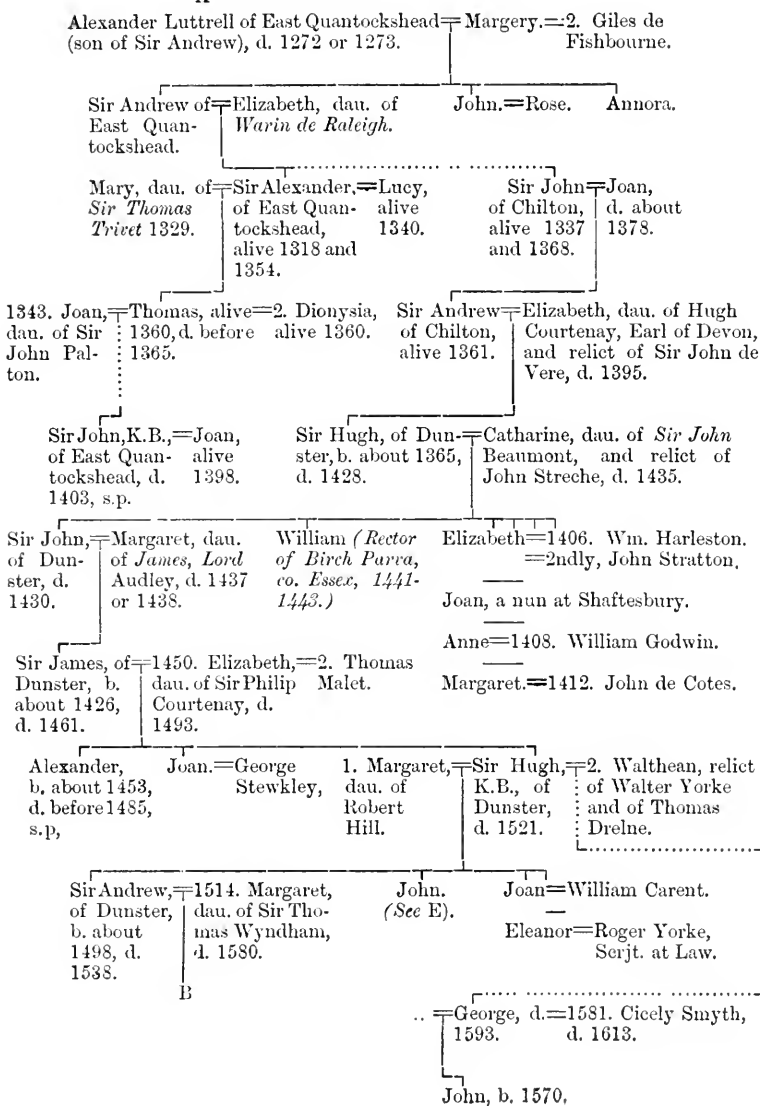 Alexander Luttrell of East Quantockshead = Margery. = 2. Giles de
(son of Sir Andrew), d. 1272 or 1273. Fishbourne.
Sir Andrew of = Elizabeth, dau. of John. = Rose. Annora.
East Quan- Warin de Raleigh.
tockshead.
Mary, dau. of = Sir Alexander, = Lucy, Sir John = Joan,
Sir Thomas of East Quan- alive of Chilton, d. about
Trivet 1329. tockshead, 1340. alive 1337 1378.
alive 1318 and and 1368.
1354.
1343. Joan, = Thomas, alive = 2. Dionysia, Sir Andrew = Elizabeth, dau. of Hugh
dau. of Sir 1360, d. before alive 1360. of Chilton, Courtenay, Earl of Devon,
John Pal- 1365. alive 1361. and relict of Sir John de
ton. Vere, d. 1395.
Sir John, K.B., = Joan, Sir Hugh, of Dun- = Catharine, dau. of Sir John
of East Quan- alive ster, b. about 1365, Beaumont, and relict of
tockshead, d. 1398. d. 1428. John Streche, d. 1435.
1403, s.p.
Sir John, = Margaret, dau. William (Rector Elizabeth = 1406. Wm. Harleston.
of Dun- of James, Lord of Birch Parva, = 2ndly, John Stratton.
ster, d. Audley, d. 1437 co. Essex, 1441-
1430. or 1438. 1443.) Joan, a nun at Shaftesbury.
Anne = 1408. William Godwin.
Sir James, of = 1450. Elizabeth, = 2. Thomas
Dunster, b. dau. of Sir Philip Malet. Margaret. = 1412. John de Cotes.
about 1426, Courtenay, d.
d. 1461. 1493.
Alexander, Joan. = George 1. Margaret, = Sir Hugh, = 2. Walthean, relict
b. about 1453, Stewkley, dau. of K.B., of of Walter Yorke
d. before 1485, Robert Dunster, and of Thomas
s.p, Hill. d. 1521. Drelne.
Sir Andrew, = 1514. Margaret, John. Joan = William Carent.
of Dunster, dau. of Sir Tho- (See E).
b. about mas Wyndham, Eleanor = Roger Yorke,
1498, d. d. 1580. Serjt. at Law.
1538.
B
.. = George, d. = 1581. Cicely Smyth,
1593. d. 1613.
John, b. 1570,